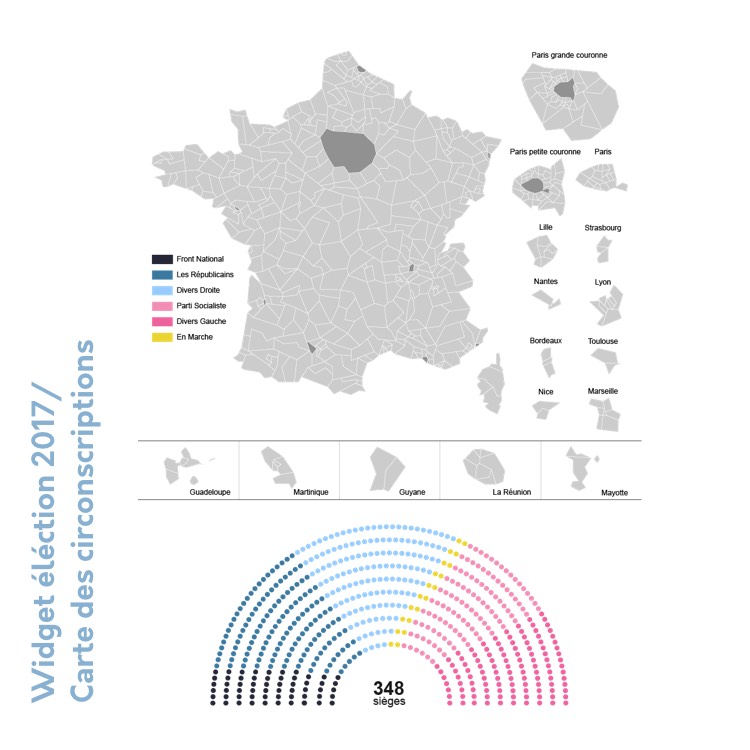 Widget éléction 2017/
Carte des circonscriptions
Paris grande couronne
Paris petite couronne
Paris
Lille
Strasbourg
Nantes
Lyon
Bordeaux
Toulouse
Nice
Marseille
Front National
Les Républicains
Divers Droite
Parti Socialiste
Divers Gauche
En Marche
Guadeloupe
Martinique
Guyane
La Réunion
Mayotte
348
sièges